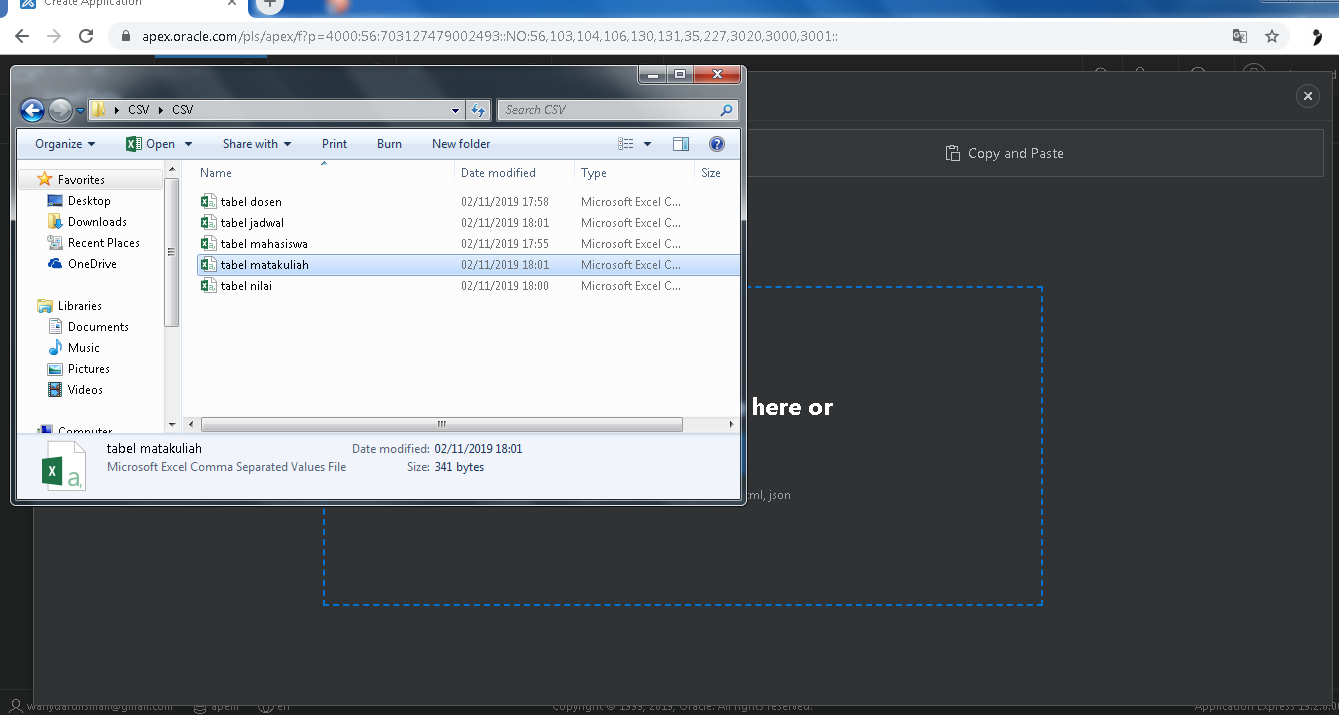 Create Application
apex.oracle.com/pls/apex/f?p=4000:56:703127479002493::NO:56,103,104,106,130,131,35,227,3020,3000,3001::
CSV CSV
Search CSV
Organize Open Share with Print Burn New folder
Copy and Paste
Name Date modified Type Size
Favorites
Desktop
Downloads
Recent Places
OneDrive
Libraries
Documents
Music
Pictures
Videos
Computer
tabel dosen 02/11/2019 17:58 Microsoft Excel C...
tabel jadwal 02/11/2019 18:01 Microsoft Excel C...
tabel mahasiswa 02/11/2019 17:55 Microsoft Excel C...
tabel matakuliah 02/11/2019 18:01 Microsoft Excel C...
tabel nilai 02/11/2019 18:00 Microsoft Excel C...
here or
json
tabel matakuliah Date modified: 02/11/2019 18:01
Microsoft Excel Comma Separated Values File Size: 341 bytes
en
Copyright © 1999, 2019, Oracle. All rights reserved.
Application Express 19.2.0.0